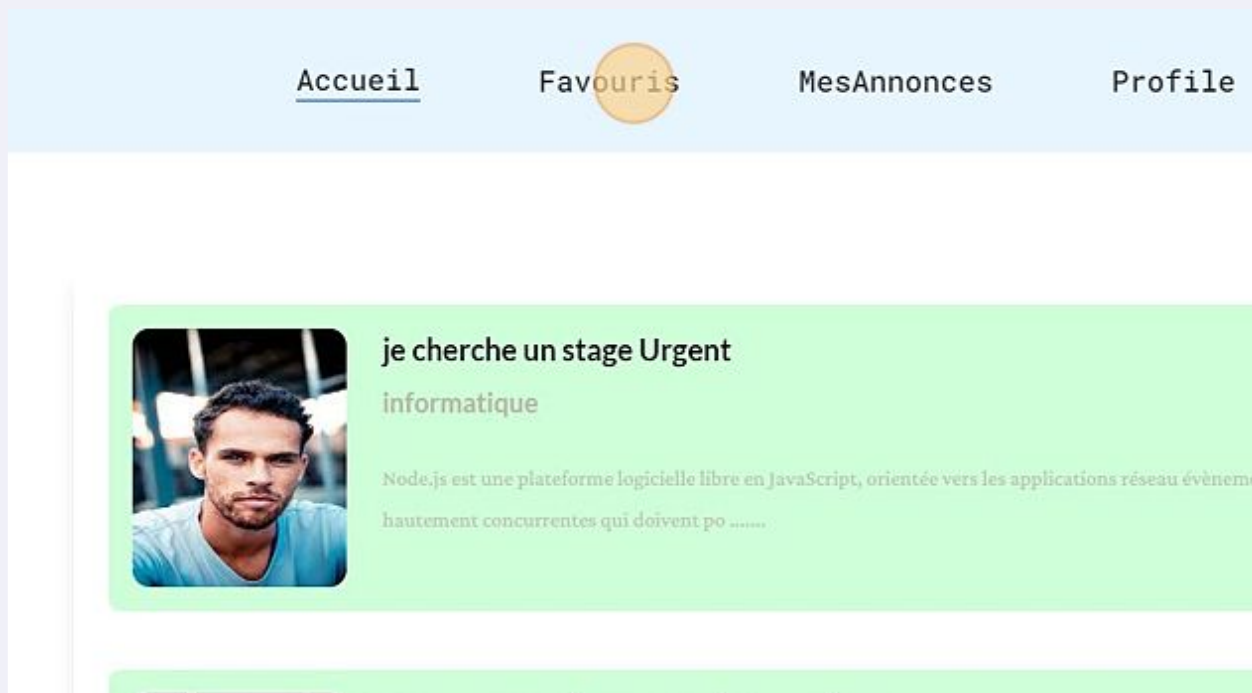 Accueil Favouris MesAnnonces Profile
je cherche un stage Urgent
informatique
Node.js est une plateforme logicielle libre en JavaScript, orientée vers les applications réseau évènem
hautement concurrentes qui doivent po .......